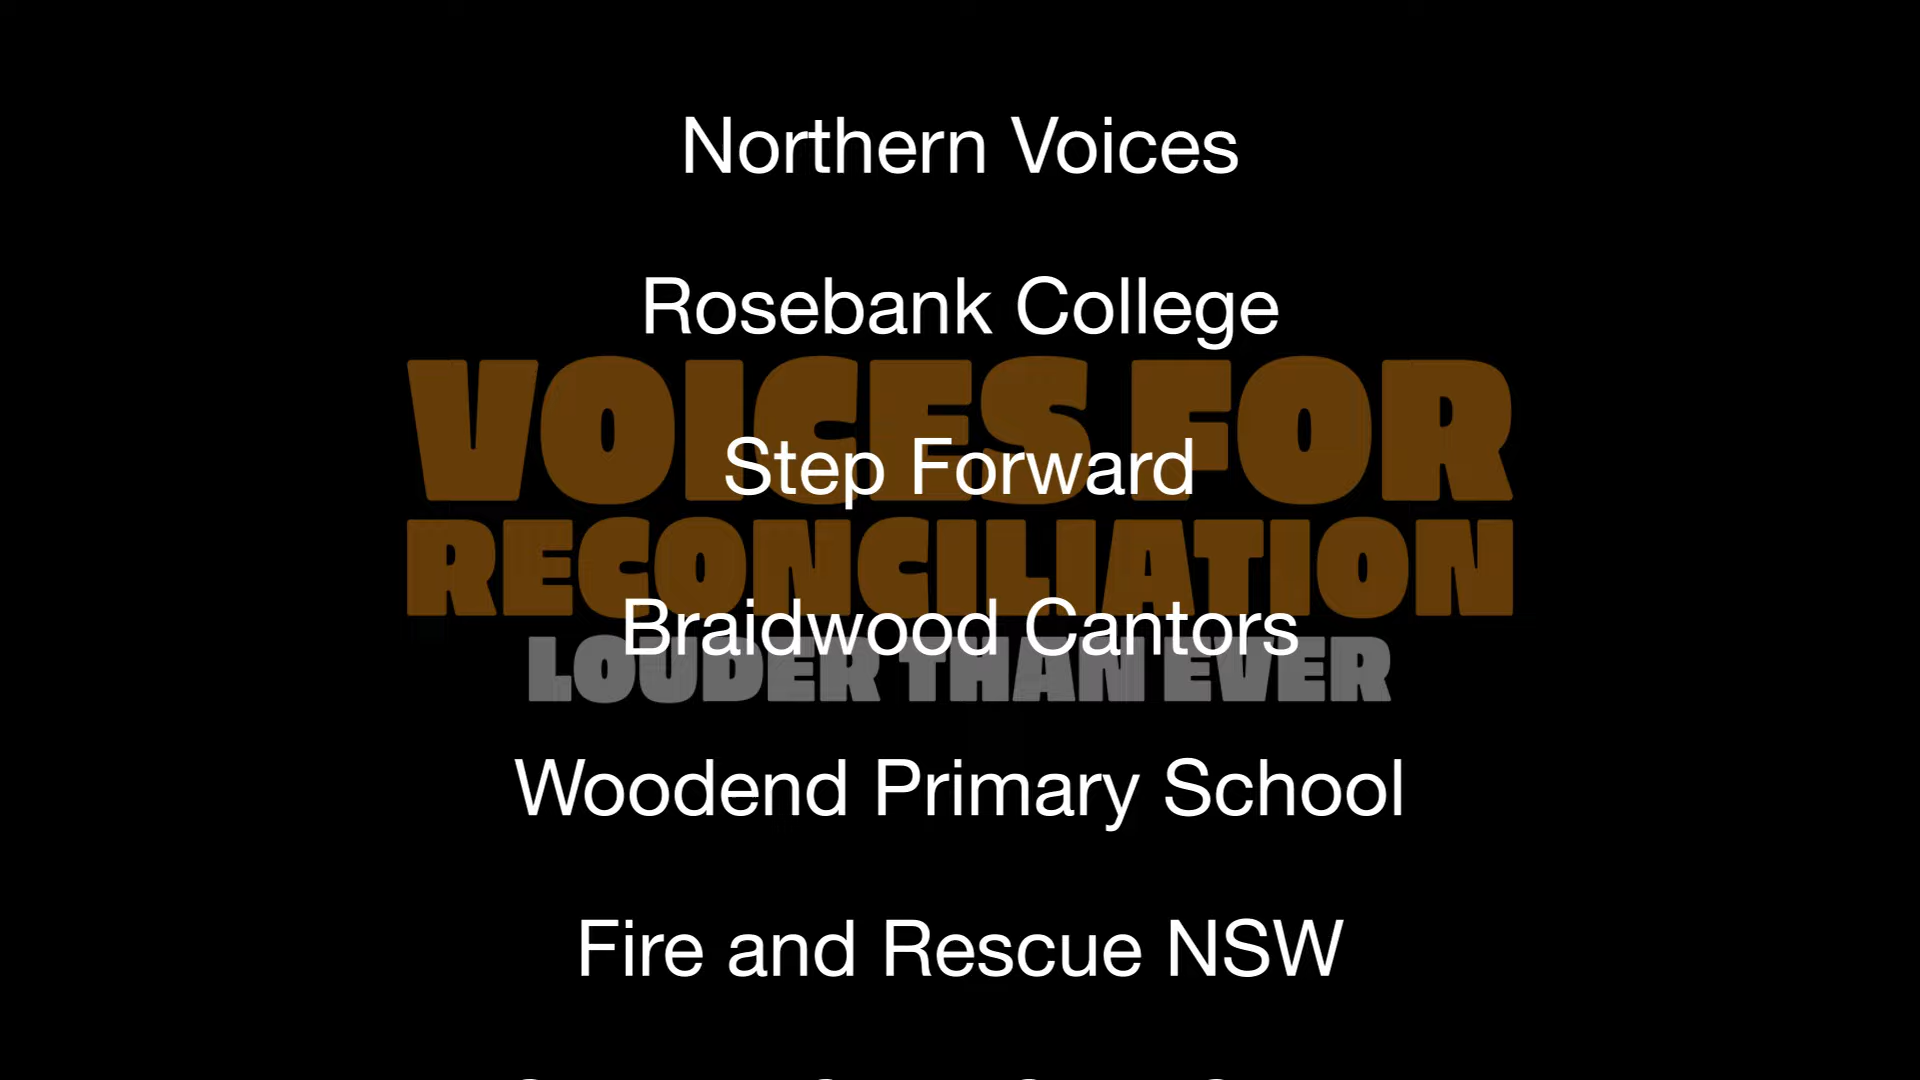 Northern Voices
Rosebank College
VOICES FOR
Step Forward
RECONCILIATION
Braidwood Cantors
LOUDER THAN EVER
Woodend Primary School
Fire and Rescue NSW